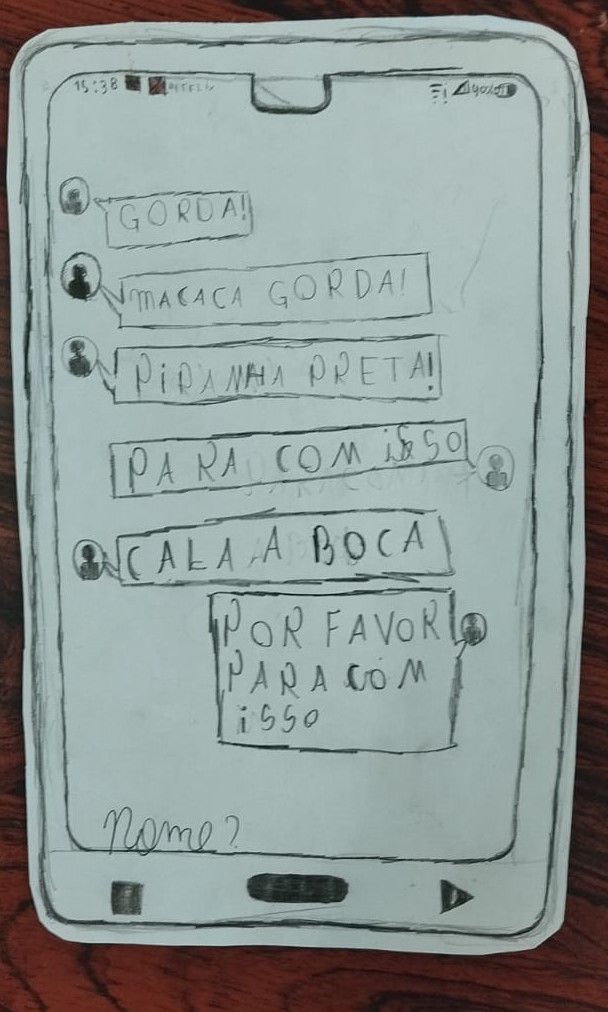 15:38
GORDA!
MACACA GORDA!
PIRANHA PRETA!
PARA COM iSSO
CALA A BOCA
POR FAVOR
PARA COM
iSSO
Nome?